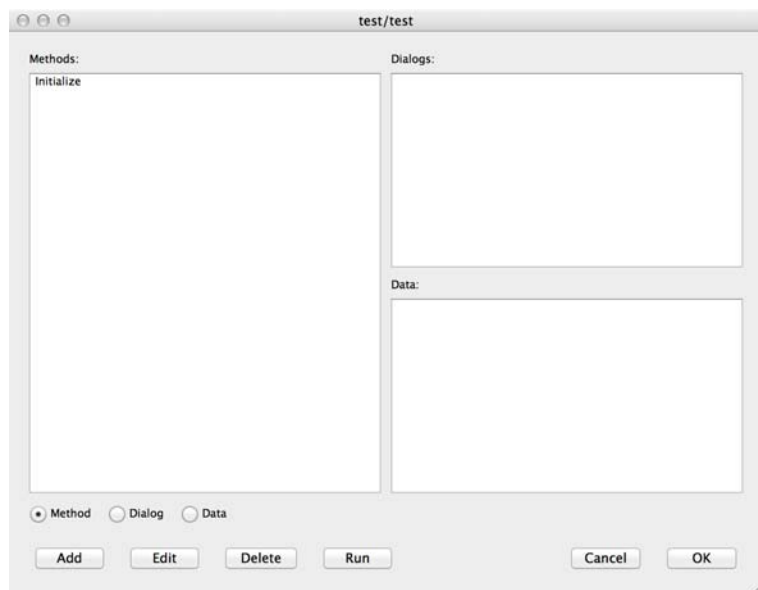 test/test
Methods:
Initialize
Dialogs:
Data:
Method Dialog Data
Add Edit Delete Run Cancel OK